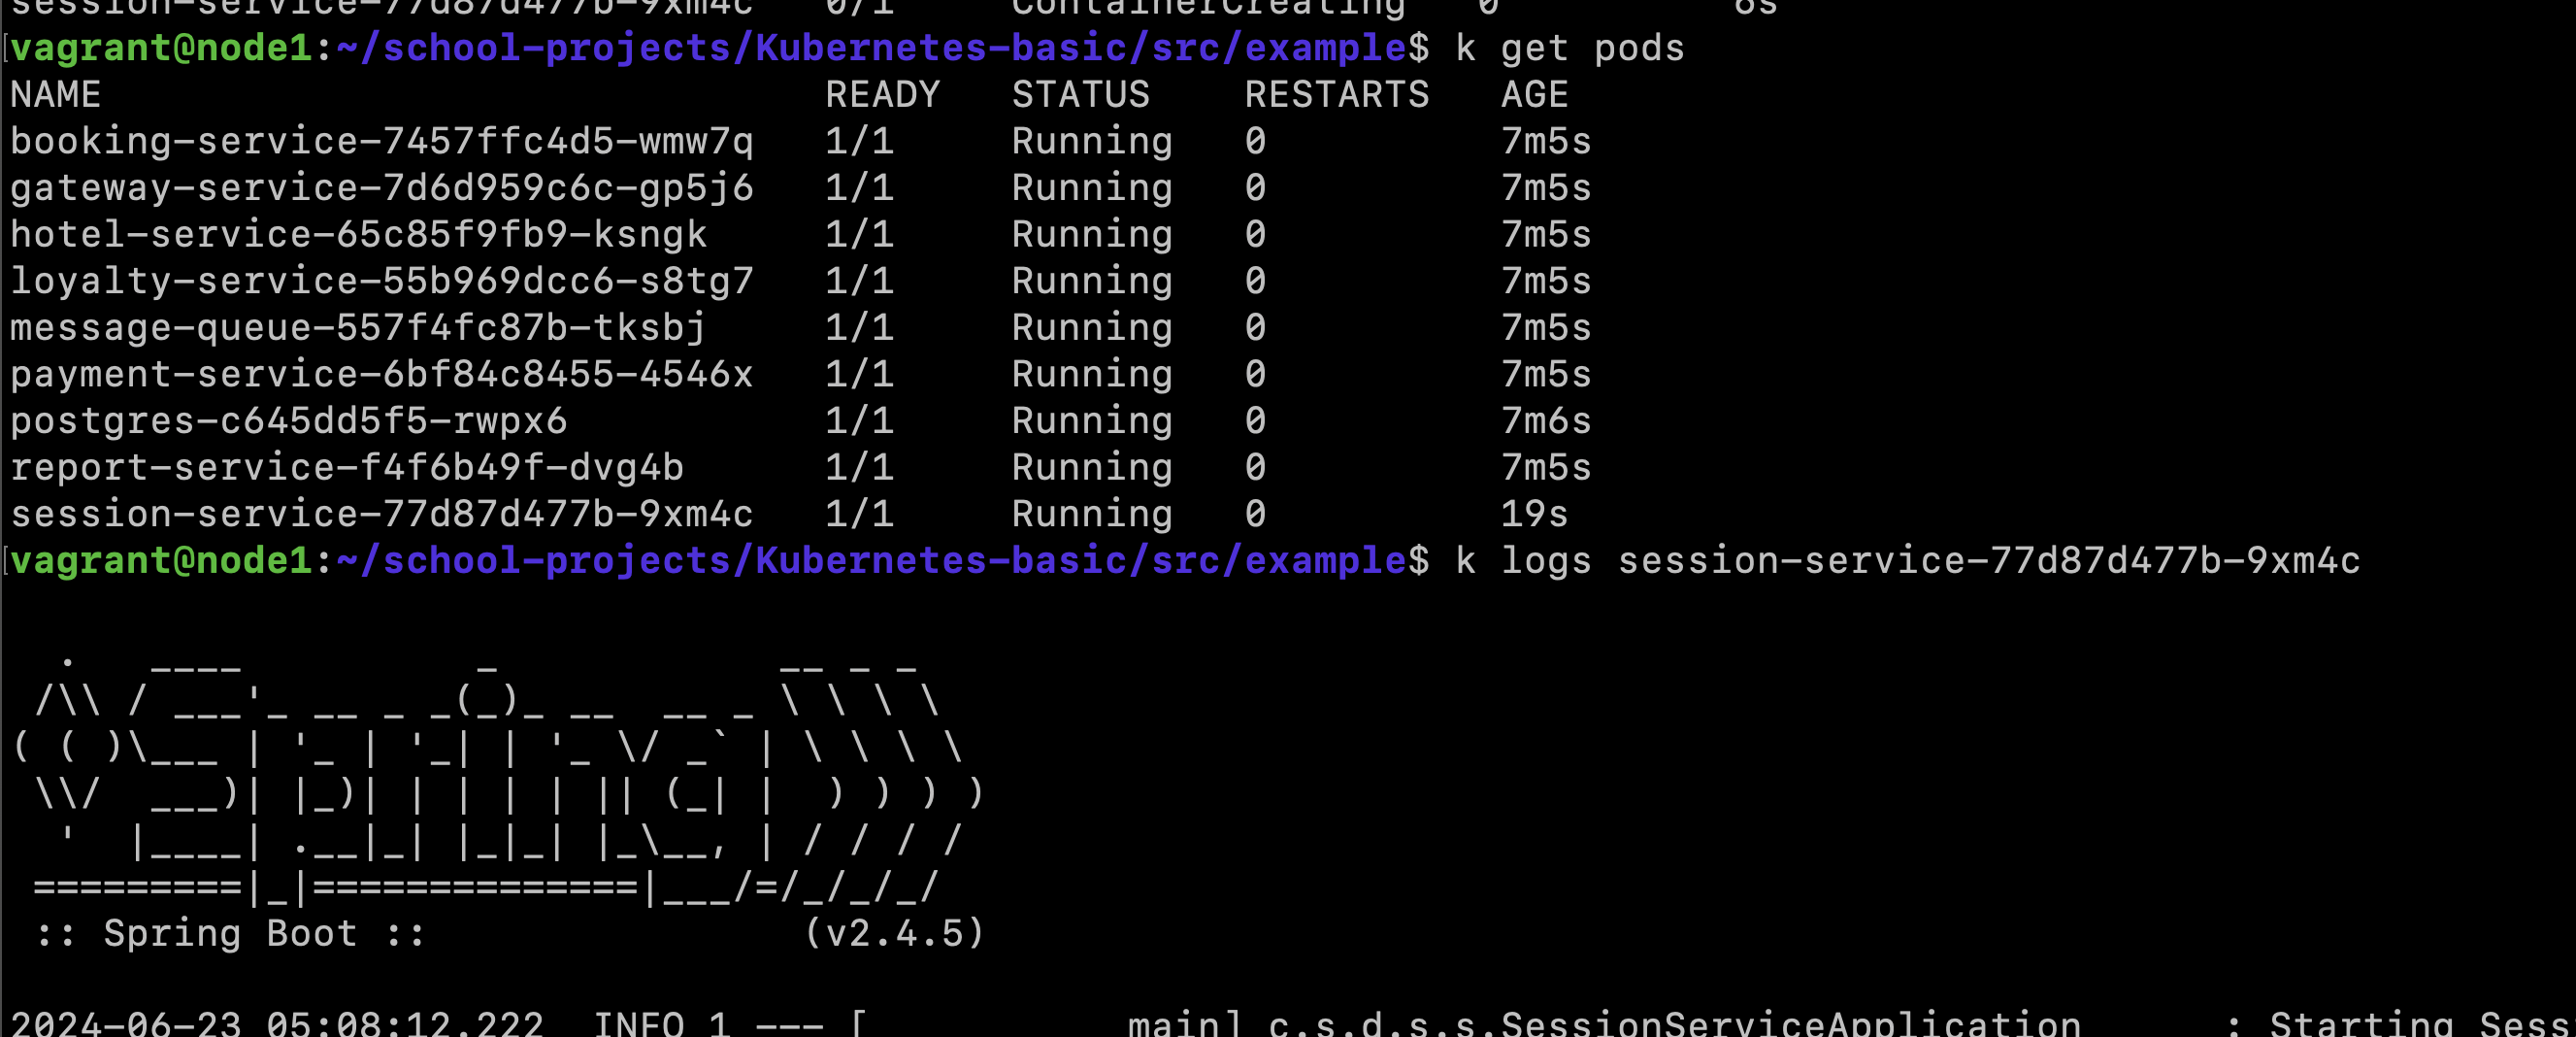 session-service-77d87d477b-9xm4c   0/1     ContainerCreating   0          6s
vagrant@node1:~/school-projects/Kubernetes-basic/src/example$ k get pods
NAME                               READY   STATUS    RESTARTS   AGE
booking-service-7457ffc4d5-wmw7q   1/1     Running   0          7m5s
gateway-service-7d6d959c6c-gp5j6   1/1     Running   0          7m5s
hotel-service-65c85f9fb9-ksngk     1/1     Running   0          7m5s
loyalty-service-55b969dcc6-s8tg7   1/1     Running   0          7m5s
message-queue-557f4fc87b-tksbj     1/1     Running   0          7m5s
payment-service-6bf84c8455-4546x   1/1     Running   0          7m5s
postgres-c645dd5f5-rwpx6           1/1     Running   0          7m6s
report-service-f4f6b49f-dvg4b      1/1     Running   0          7m5s
session-service-77d87d477b-9xm4c   1/1     Running   0          19s
vagrant@node1:~/school-projects/Kubernetes-basic/src/example$ k logs session-service-77d87d477b-9xm4c
  .   ____          _            __ _ _
 /\\ / ___'_ __ _ _(_)_ __  __ _ \ \ \ \
( ( )\___ | '_ | '_| | '_ \/ _` | \ \ \ \
 \\/  ___)| |_)| | | | | || (_| |  ) ) ) )
  '  |____| .__|_| |_|_| |_\__, | / / / /
 =========|_|==============|___/=/_/_/_/
 :: Spring Boot ::                (v2.4.5)
2024-06-23 05:08:12.222  INFO 1 --- [           main] c.s.d.s.s.SessionServiceApplication      : Starting